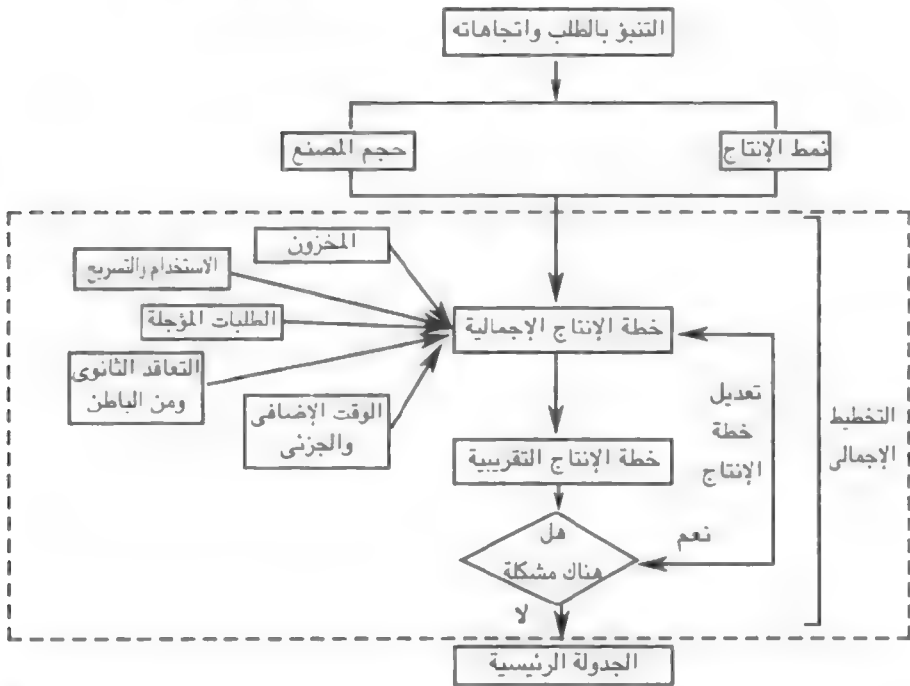 التنبؤ بالطلب واتجاهاته
نمط الإنتاج
حجم المصنع
المخزون
الاستخدام والتسريع
الطلبات المؤجلة
التعاقد الثانوى
ومن الباطن
الوقت الإضافى
والجزئى
خطة الإنتاج الإجمالية
تعديل
خطة
الإنتاج
التخطيط
الإجمالى
خطة الإنتاج التقريبية
هل
هناك مشكلة
نعم
لا
الجدولة الرئيسية